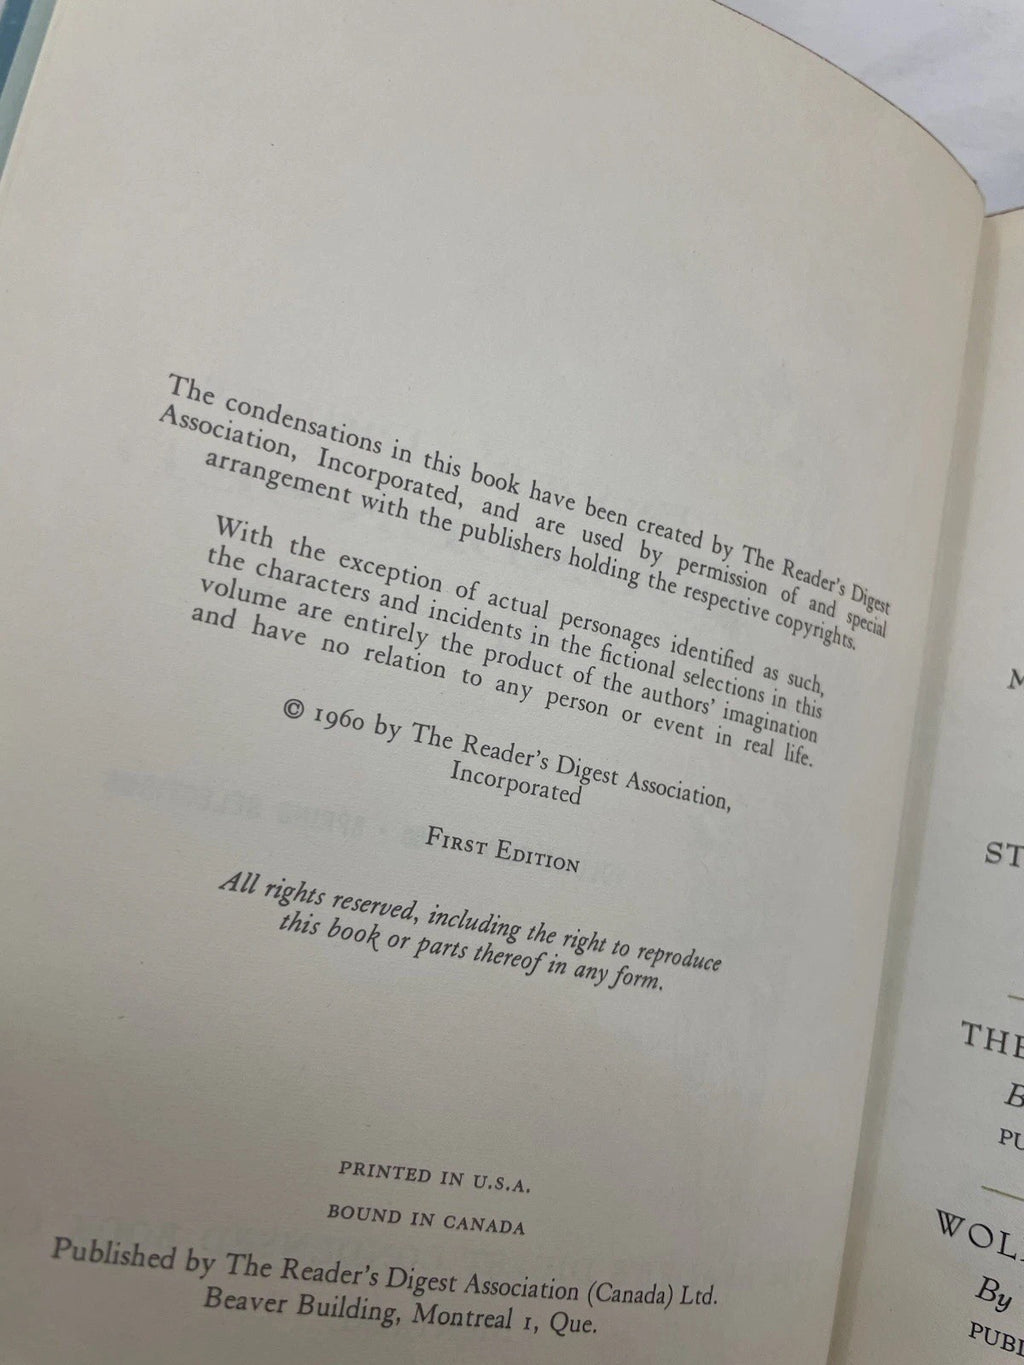 The condensations in this book have been created by The Reader's Digest
Association, Incorporated, and are used by permission of and special
arrangement with the publishers holding the respective copyrights.
With the exception of actual personages identified as such,
the characters and incidents in the fictional selections in this
volume are entirely the product of the authors' imagination
and have no relation to any person or event in real life.
© 1960 by The Reader's Digest Association,
Incorporated
First Edition
All rights reserved, including the right to reproduce
this book or parts thereof in any form.
PRINTED IN U.S.A.
BOUND IN CANADA
Published by The Reader's Digest Association (Canada) Ltd.
Beaver Building, Montreal 1, Que.
ST
THE
By